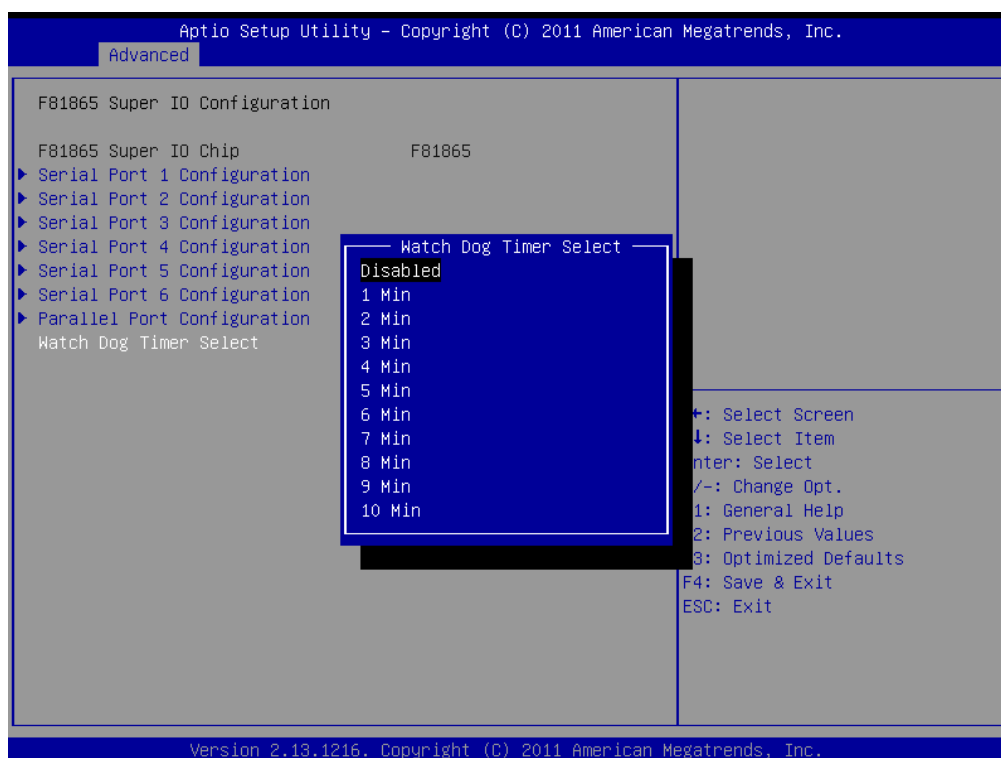 Aptio Setup Utility – Copyright (C) 2011 American Megatrends, Inc.
Advanced
F81865 Super IO Configuration
F81865 Super IO Chip F81865
Serial Port 1 Configuration
Serial Port 2 Configuration
Serial Port 3 Configuration
Serial Port 4 Configuration
Serial Port 5 Configuration
Serial Port 6 Configuration
Parallel Port Configuration
Watch Dog Timer Select
Watch Dog Timer Select
Disabled
1 Min
2 Min
3 Min
4 Min
5 Min
6 Min
7 Min
8 Min
9 Min
10 Min
: Select Screen
: Select Item
nter: Select
/-: Change Opt.
1: General Help
2: Previous Values
3: Optimized Defaults
F4: Save & Exit
ESC: Exit
Version 2.13.1216. Copyright (C) 2011 American Megatrends, Inc.